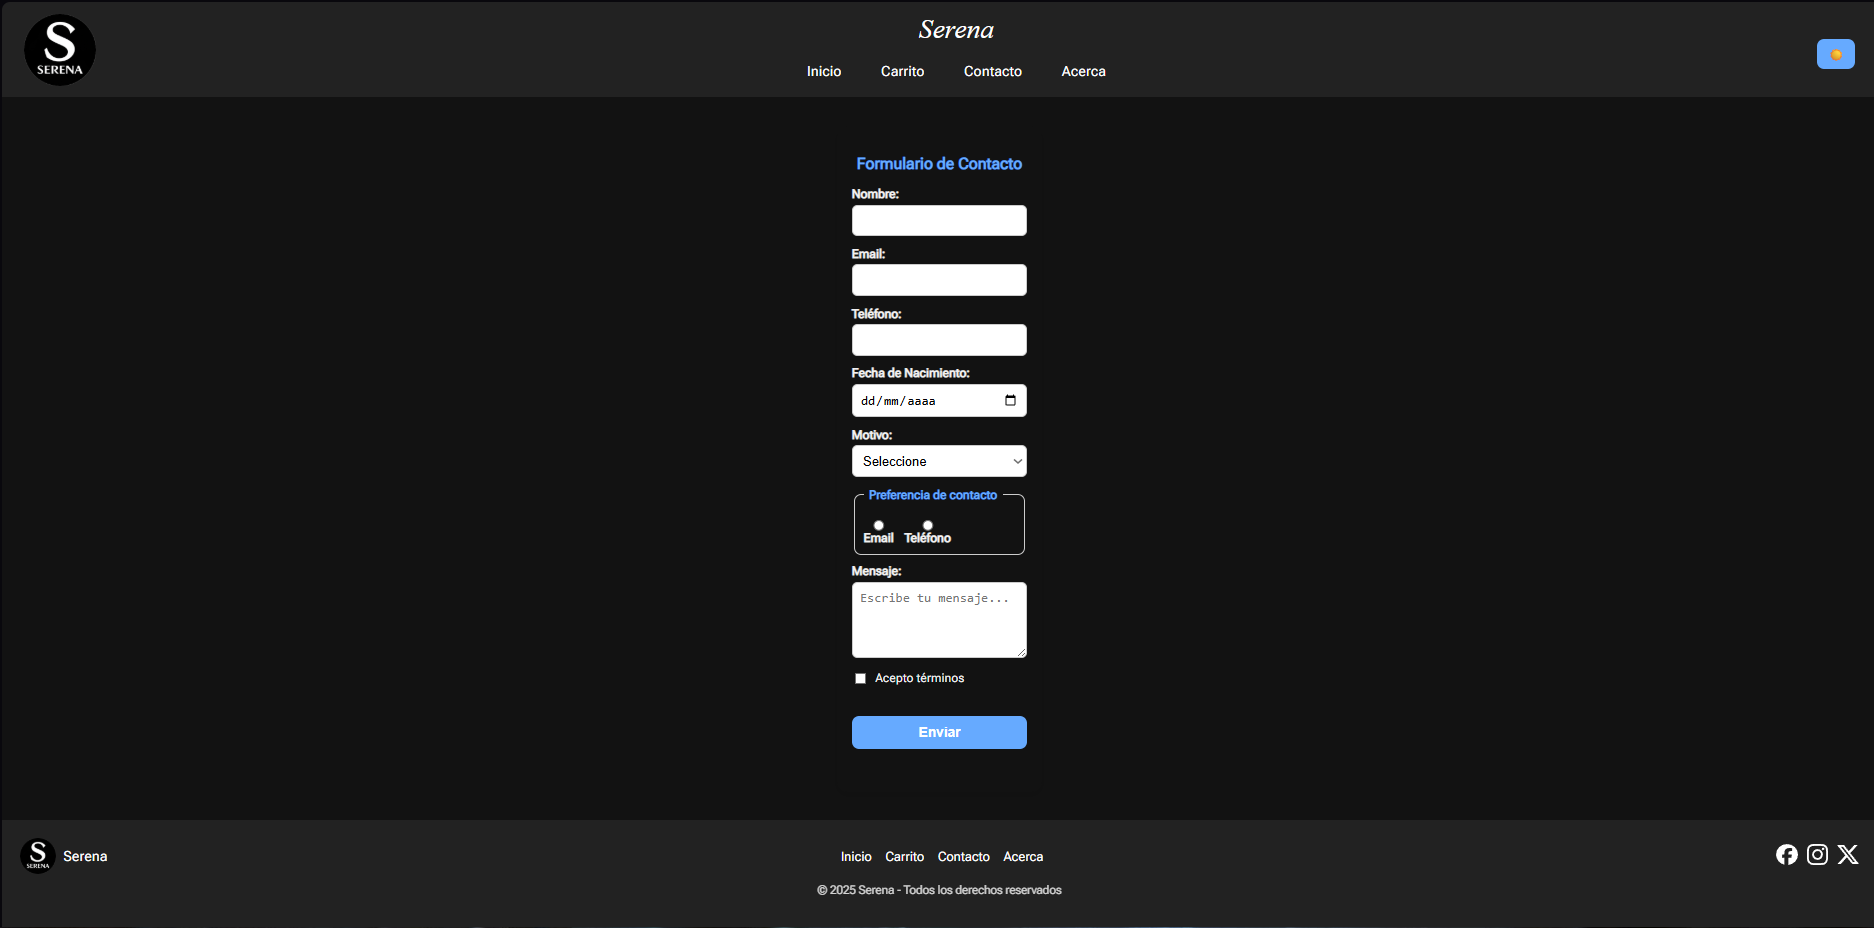 S
SERENA
Serena
Inicio Carrito Contacto Acerca
Formulario de Contacto
Nombre:
Email:
Teléfono:
Fecha de Nacimiento:
dd/mm/aaaa
Motivo:
Seleccione
Preferencia de contacto
Email Teléfono
Mensaje:
Escribe tu mensaje...
Acepto términos
Enviar
S
SERENA
Serena
Inicio Carrito Contacto Acerca
© 2025 Serena - Todos los derechos reservados